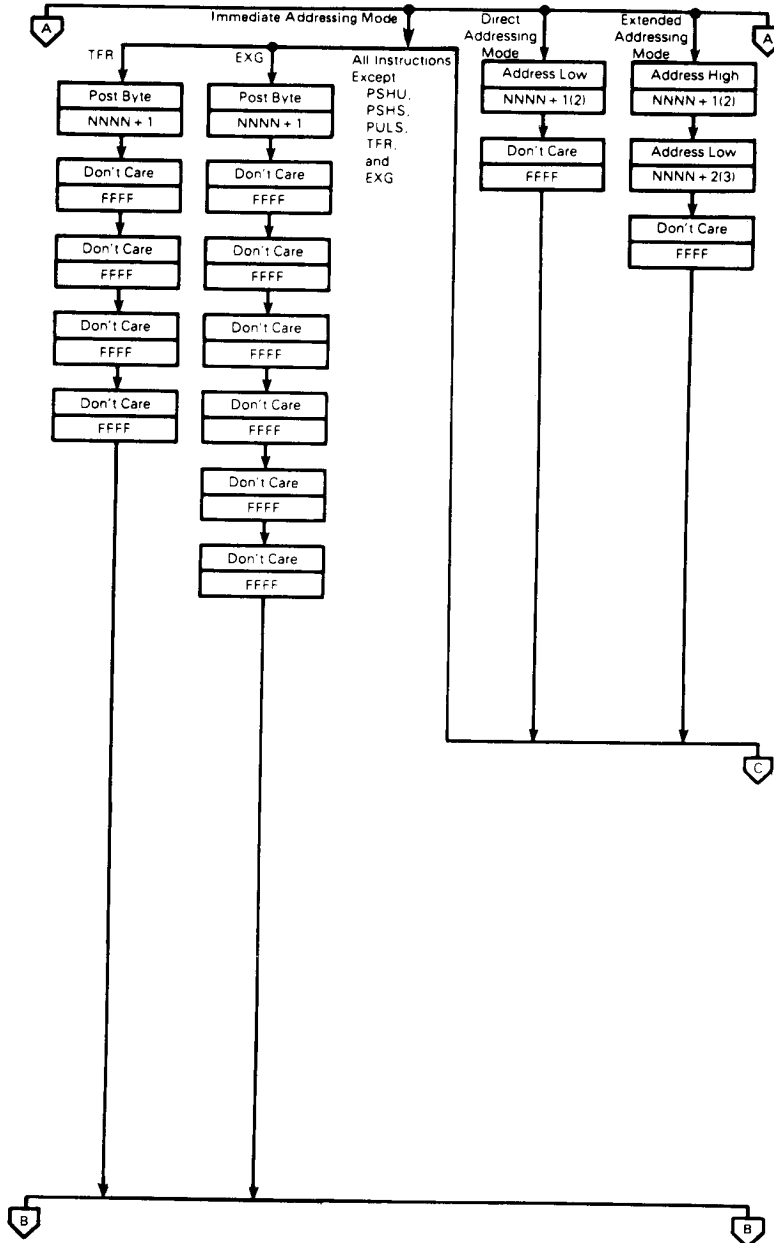 A
Immediate Addressing Mode
Direct
Addressing
Mode
Extended
Addressing
Mode
A
TFR
Post Byte
NNNN + 1
Don't Care
FFFF
Don't Care
FFFF
Don't Care
FFFF
Don't Care
FFFF
EXG
Post Byte
NNNN + 1
Don't Care
FFFF
Don't Care
FFFF
Don't Care
FFFF
Don't Care
FFFF
Don't Care
FFFF
Don't Care
FFFF
All Instructions
Except
PSHU,
PSHS,
PULS,
TFR,
and
EXG
Address Low
NNNN + 1(2)
Don't Care
FFFF
Address High
NNNN + 1(2)
Address Low
NNNN + 2(3)
Don't Care
FFFF
C
B
B